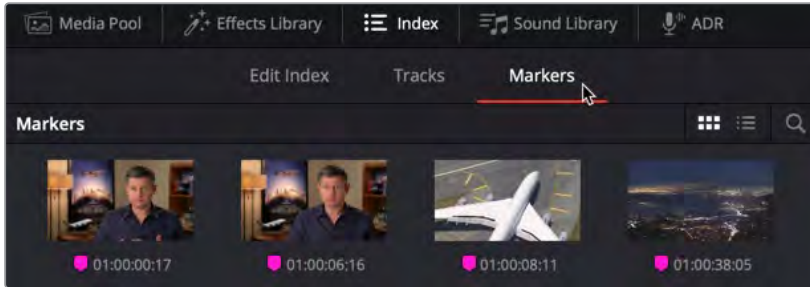 Media Pool Effects Library Index Sound Library ADR
Edit Index Tracks Markers
Markers
01:00:00:17 01:00:06:16 01:00:08:11 01:00:38:05